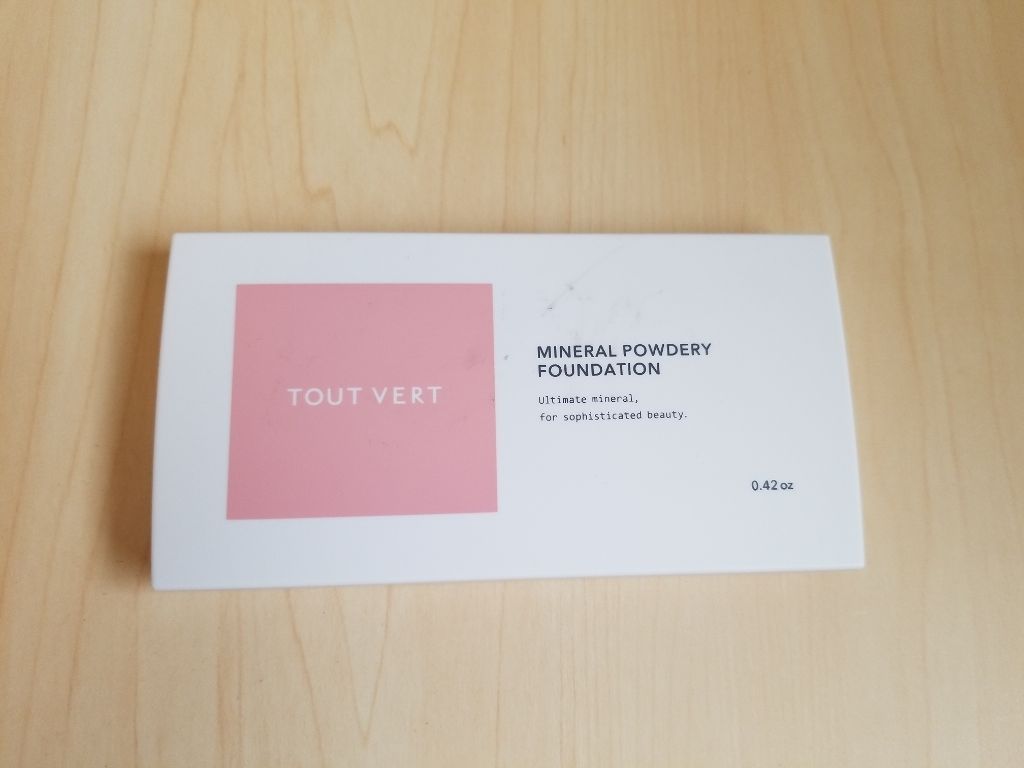 TOUT VERT
MINERAL POWDERY
FOUNDATION
Ultimate mineral,
for sophisticated beauty.
0.42 oz